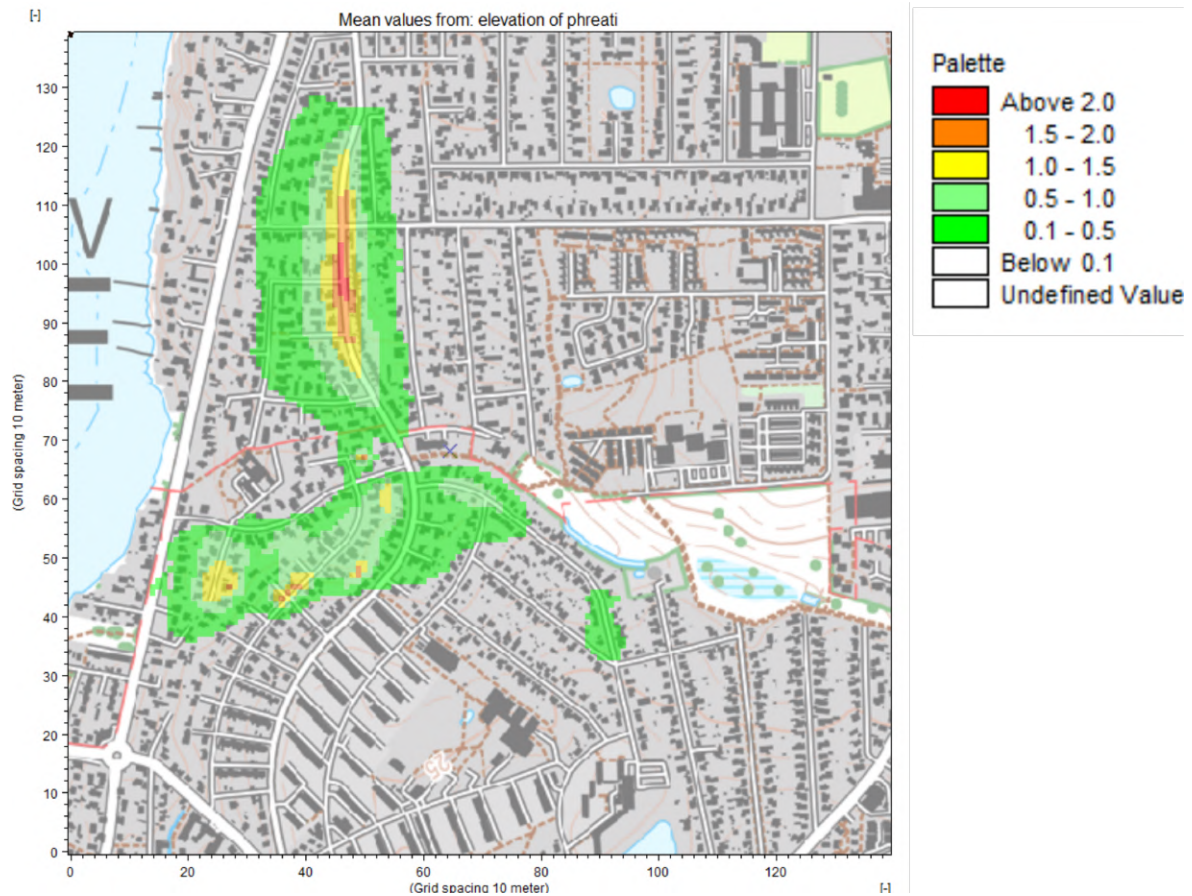 [-]
Mean values from: elevation of phreati
130
120
110
100
90
80
70
60
50
40
30
20
10
0
(Grid spacing 10 meter)
0 20 40 60 80 100 120
(Grid spacing 10 meter)
[-]
V
25
Palette
Above 2.0
1.5 - 2.0
1.0 - 1.5
0.5 - 1.0
0.1 - 0.5
Below 0.1
Undefined Value